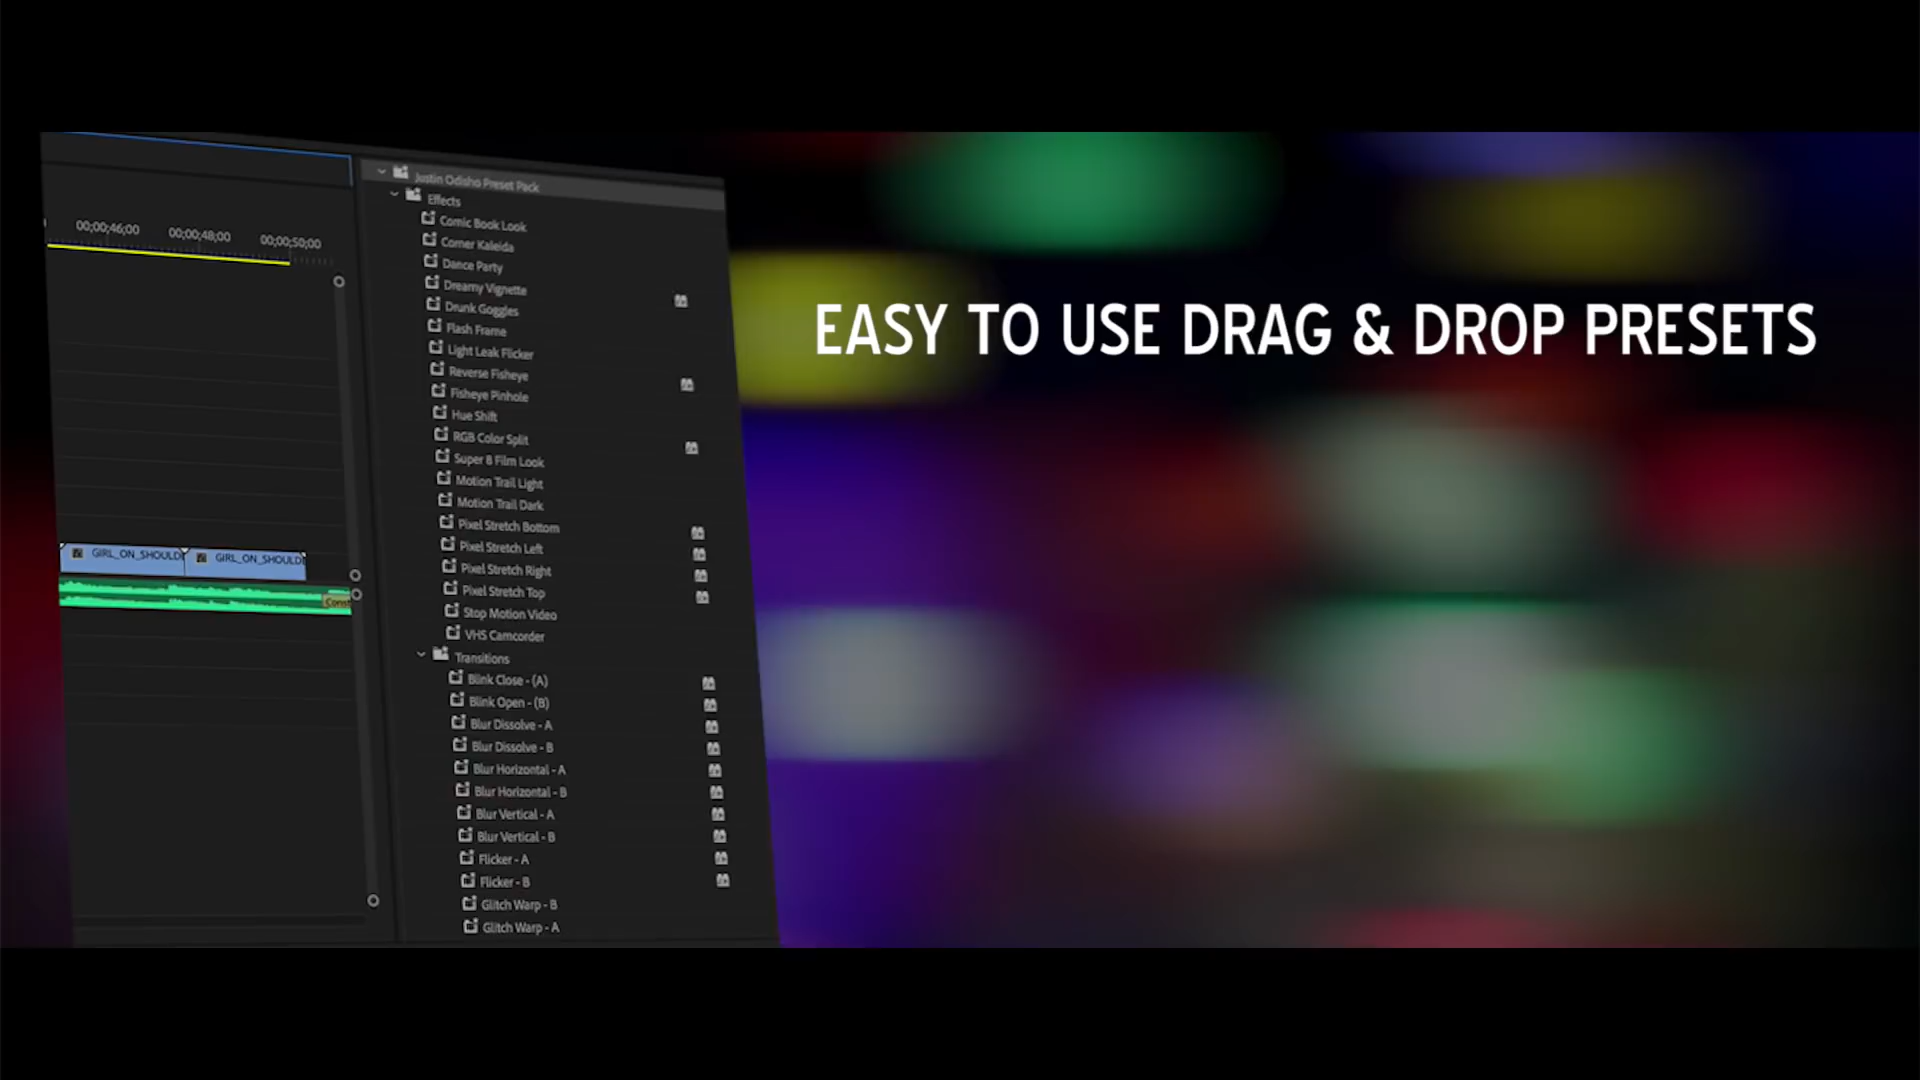 00;00;46;00 00;00;48;00 00;00;50;00
GIRL_ON_SHOULD GIRL_ON_SHOULD
Const
Justin Odisho Preset Pack
Effects
Comic Book Look
Corner Kaleida
Dance Party
Dreamy Vignette
Drunk Goggles
Flash Frame
Light Leak Flicker
Reverse Fisheye
Fisheye Pinhole
Hue Shift
RGB Color Split
Super 8 Film Look
Motion Trail Light
Motion Trail Dark
Pixel Stretch Bottom
Pixel Stretch Left
Pixel Stretch Right
Pixel Stretch Top
Stop Motion Video
VHS Camcorder
Transitions
Blink Close - (A)
Blink Open - (B)
Blur Dissolve - A
Blur Dissolve - B
Blur Horizontal - A
Blur Horizontal - B
Blur Vertical - A
Blur Vertical - B
Flicker - A
Flicker - B
Glitch Warp - B
Glitch Warp - A
EASY TO USE DRAG & DROP PRESETS